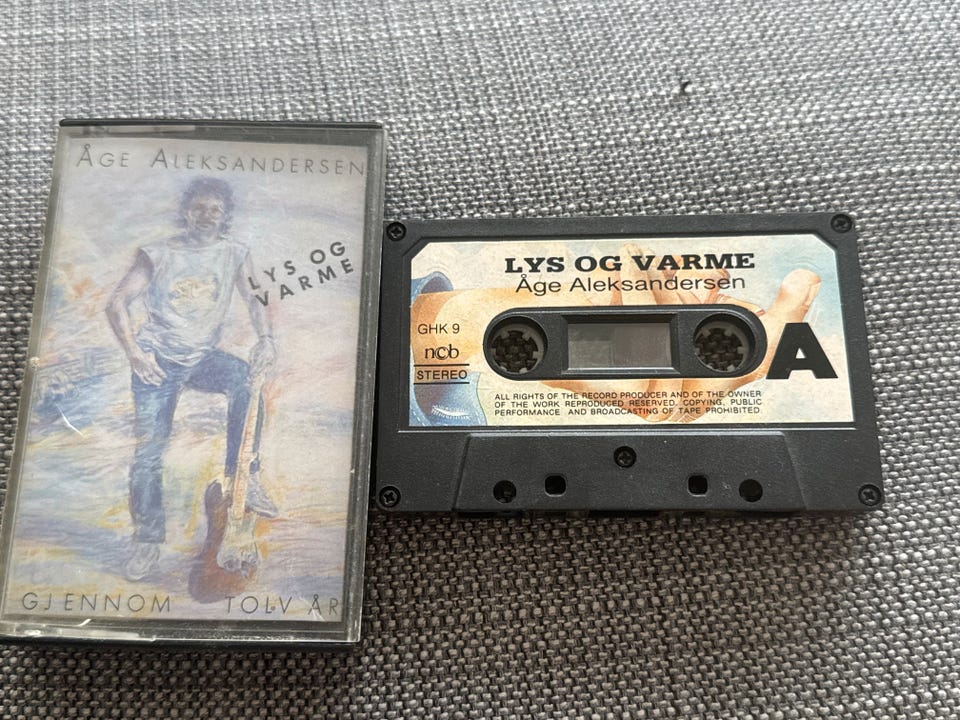 ÅGE ALEKSANDERSEN
LYS OG
VARME
GJENNOM TOLV ÅR
LYS OG VARME
Åge Aleksandersen
GHK 9
n©b
STEREO
A
ALL RIGHTS OF THE RECORD PRODUCER AND OF THE OWNER
OF THE WORK REPRODUCED RESERVED. COPYING, PUBLIC
PERFORMANCE AND BROADCASTING OF TAPE PROHIBITED.